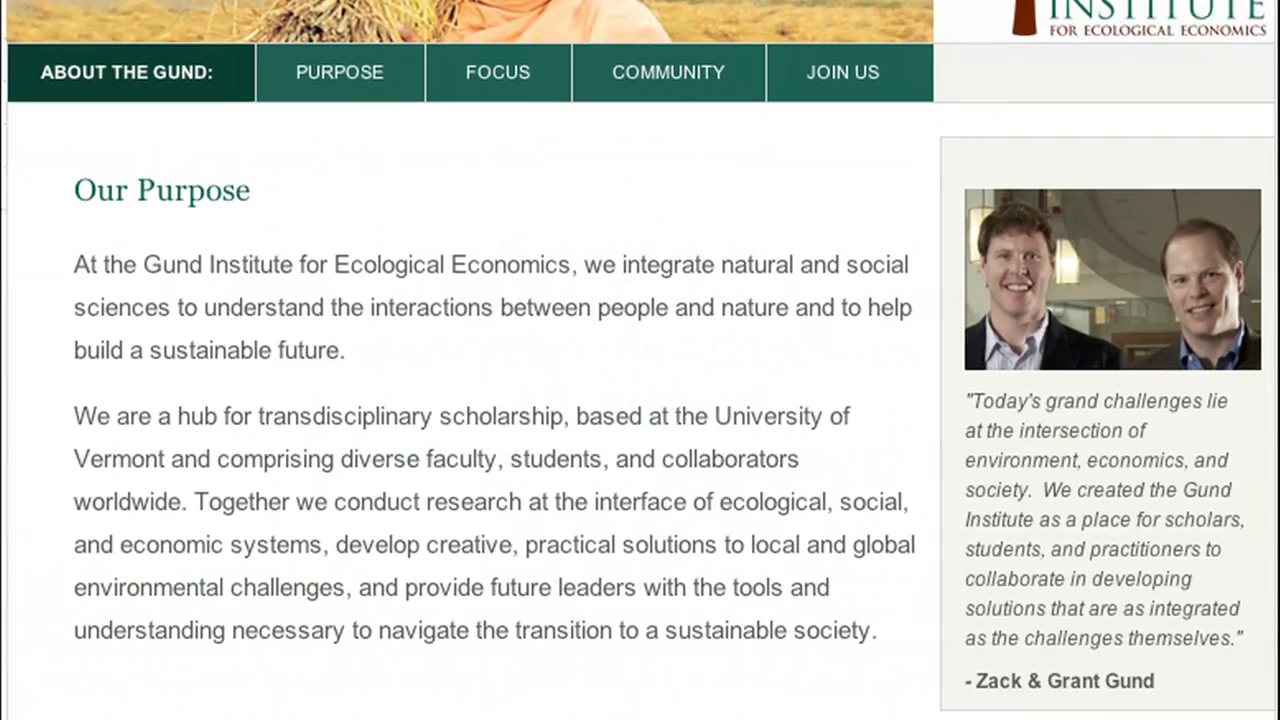 INSTITUTE
FOR ECOLOGICAL ECONOMICS
ABOUT THE GUND: PURPOSE FOCUS COMMUNITY JOIN US
Our Purpose
At the Gund Institute for Ecological Economics, we integrate natural and social
sciences to understand the interactions between people and nature and to help
build a sustainable future.
We are a hub for transdisciplinary scholarship, based at the University of
Vermont and comprising diverse faculty, students, and collaborators
worldwide. Together we conduct research at the interface of ecological, social,
and economic systems, develop creative, practical solutions to local and global
environmental challenges, and provide future leaders with the tools and
understanding necessary to navigate the transition to a sustainable society.
"Today's grand challenges lie
at the intersection of
environment, economics, and
society. We created the Gund
Institute as a place for scholars,
students, and practitioners to
collaborate in developing
solutions that are as integrated
as the challenges themselves."
- Zack & Grant Gund